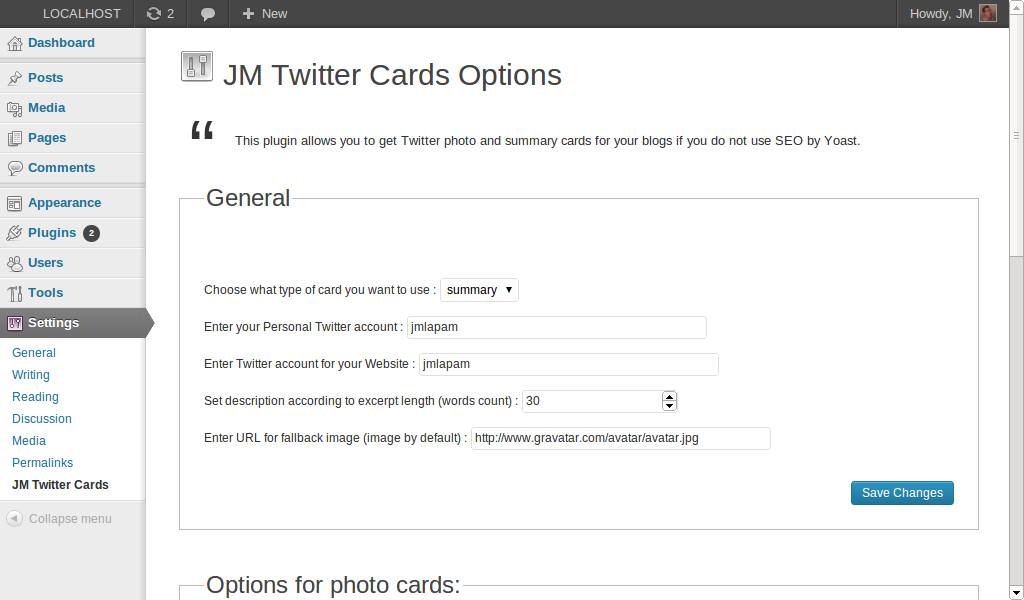 LOCALHOST 2 + New Howdy, JM
Dashboard
Posts
Media
Pages
Comments
Appearance
Plugins 2
Users
Tools
Settings
General
Writing
Reading
Discussion
Media
Permalinks
JM Twitter Cards
Collapse menu
JM Twitter Cards Options
“ This plugin allows you to get Twitter photo and summary cards for your blogs if you do not use SEO by Yoast.
General
Choose what type of card you want to use : summary
Enter your Personal Twitter account : jmlapam
Enter Twitter account for your Website : jmlapam
Set description according to excerpt length (words count) : 30
Enter URL for fallback image (image by default) : http://www.gravatar.com/avatar/avatar.jpg
Save Changes
Options for photo cards: